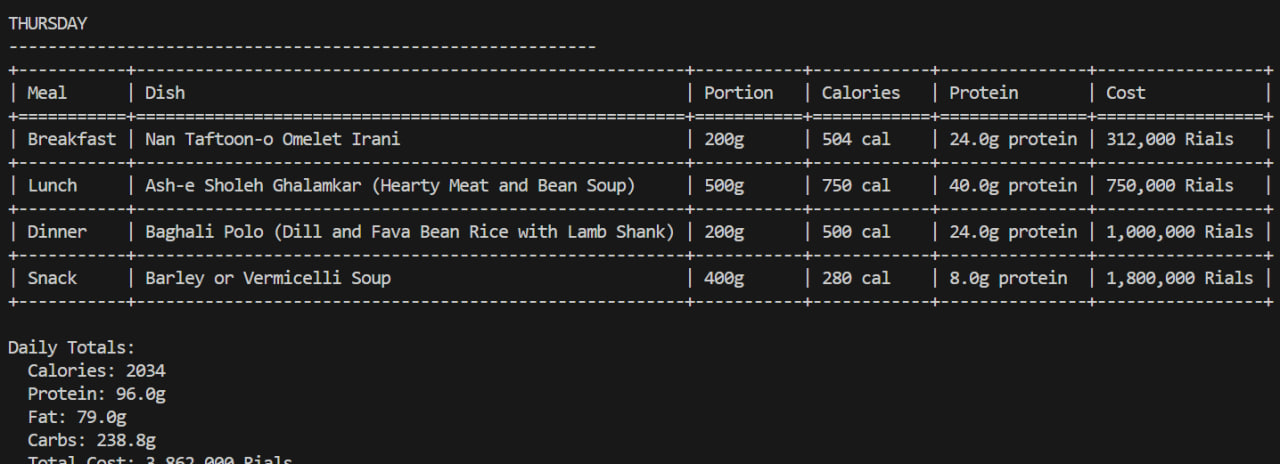 THURSDAY
------------------------------------------------------------
+-----------+--------------------------------------------------------+-----------+------------+---------------+-----------------+
| Meal      | Dish                                                   | Portion   | Calories   | Protein       | Cost            |
+===========+========================================================+===========+============+===============+=================+
| Breakfast | Nan Taftoon-o Omelet Irani                             | 200g      | 504 cal    | 24.0g protein | 312,000 Rials   |
+-----------+--------------------------------------------------------+-----------+------------+---------------+-----------------+
| Lunch     | Ash-e Sholeh Ghalamkar (Hearty Meat and Bean Soup)     | 500g      | 750 cal    | 40.0g protein | 750,000 Rials   |
+-----------+--------------------------------------------------------+-----------+------------+---------------+-----------------+
| Dinner    | Baghali Polo (Dill and Fava Bean Rice with Lamb Shank) | 200g      | 500 cal    | 24.0g protein | 1,000,000 Rials |
+-----------+--------------------------------------------------------+-----------+------------+---------------+-----------------+
| Snack     | Barley or Vermicelli Soup                              | 400g      | 280 cal    | 8.0g protein  | 1,800,000 Rials |
+-----------+--------------------------------------------------------+-----------+------------+---------------+-----------------+
Daily Totals:
  Calories: 2034
  Protein: 96.0g
  Fat: 79.0g
  Carbs: 238.8g
  Total Cost: 3,862,000 Rials